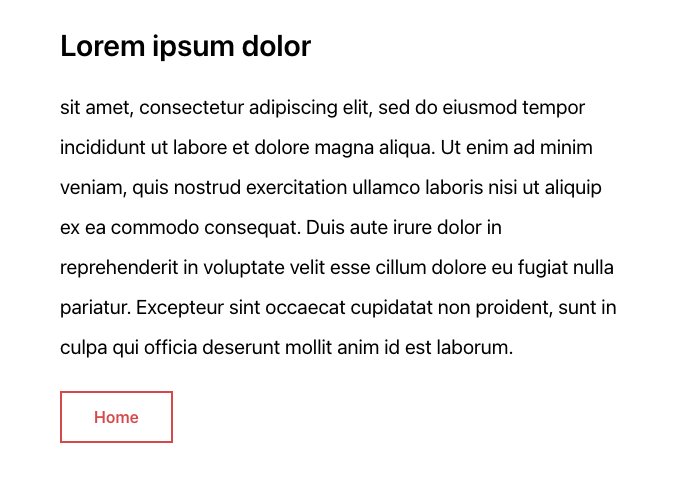 Lorem ipsum dolor
sit amet, consectetur adipiscing elit, sed do eiusmod tempor
incididunt ut labore et dolore magna aliqua. Ut enim ad minim
veniam, quis nostrud exercitation ullamco laboris nisi ut aliquip
ex ea commodo consequat. Duis aute irure dolor in
reprehenderit in voluptate velit esse cillum dolore eu fugiat nulla
pariatur. Excepteur sint occaecat cupidatat non proident, sunt in
culpa qui officia deserunt mollit anim id est laborum.
Home